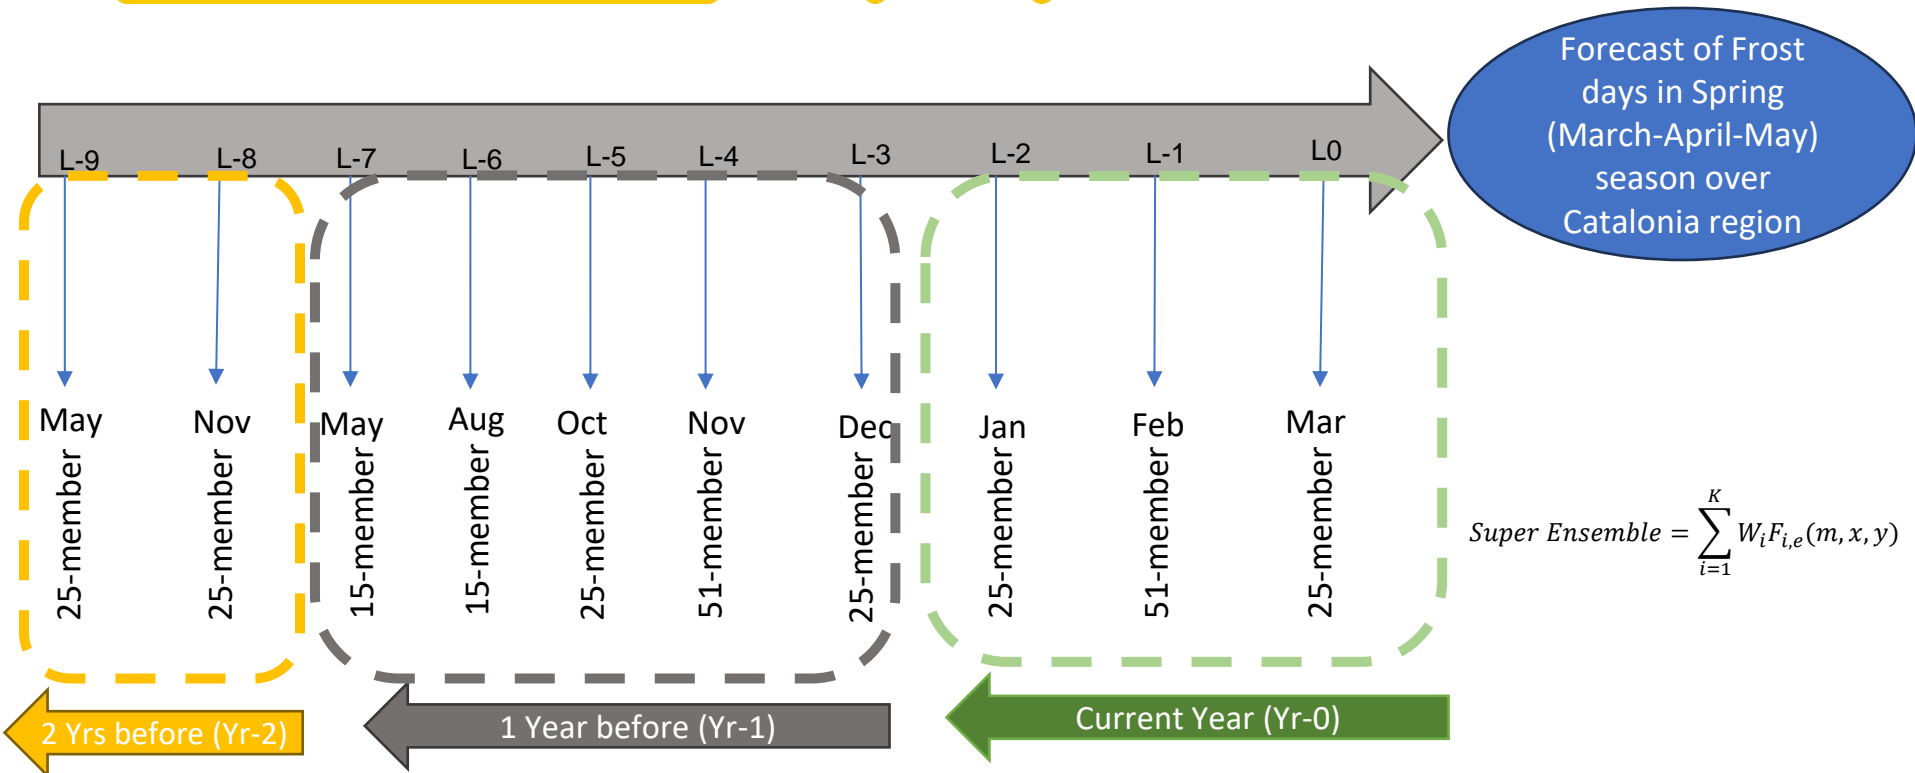 Forecast of Frost
days in Spring
(March-April-May)
season over
Catalonia region
L-9 L-8 L-7 L-6 L-5 L-4 L-3 L-2 L-1 L0
May Nov May Aug Oct Nov Dec Jan Feb Mar
25-member
25-member
15-member
15-member
25-member
51-member
25-member
25-member
51-member
25-member
Super Ensemble = \sum_{i=1}^{K} W_i F_{i,e}(m, x, y)
2 Yrs before (Yr-2)
1 Year before (Yr-1)
Current Year (Yr-0)